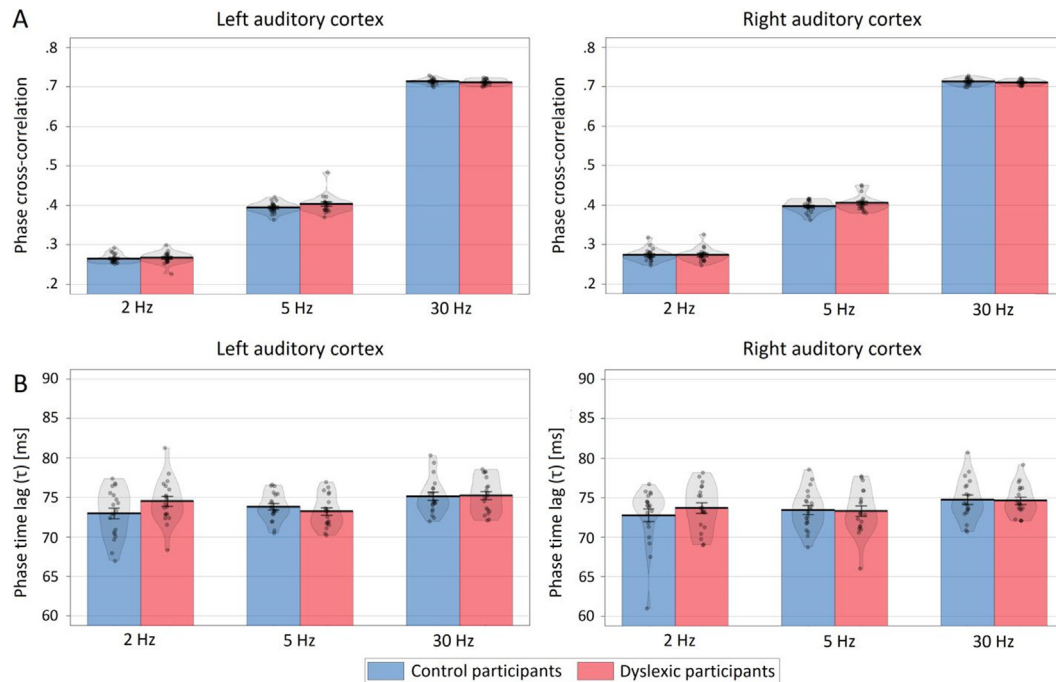 A
Left auditory cortex
Right auditory cortex
Phase cross-correlation
.8
.7
.6
.5
.4
.3
.2
2 Hz 5 Hz 30 Hz
Phase cross-correlation
.8
.7
.6
.5
.4
.3
.2
2 Hz 5 Hz 30 Hz
B
Left auditory cortex
Right auditory cortex
Phase time lag (τ) [ms]
90
85
80
75
70
65
60
2 Hz 5 Hz 30 Hz
Phase time lag (τ) [ms]
90
85
80
75
70
65
60
2 Hz 5 Hz 30 Hz
Control participants Dyslexic participants